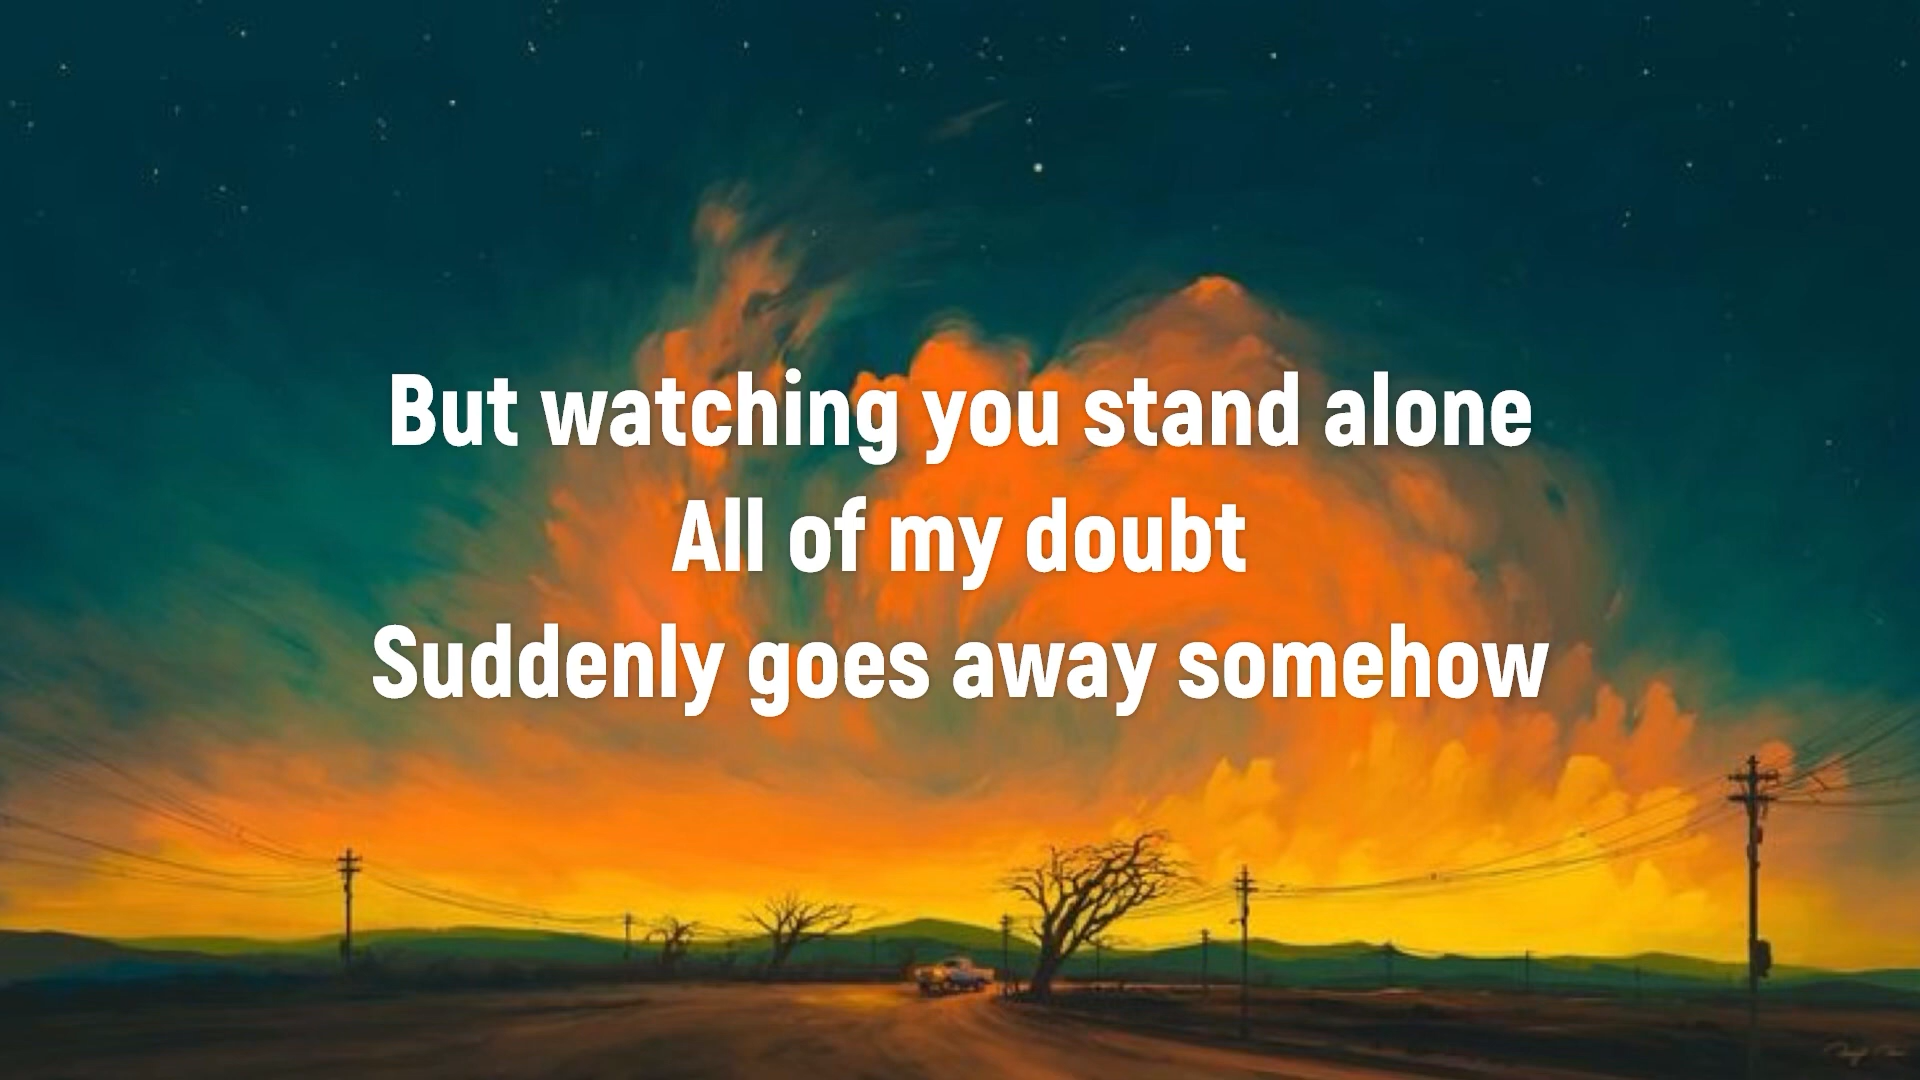 But watching you stand alone
All of my doubt
Suddenly goes away somehow